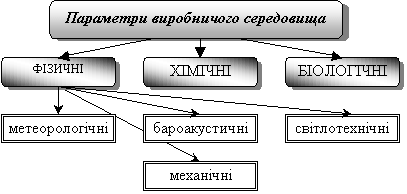 Параметри виробничого середовища
ФІЗИЧНІ
ХІМІЧНІ
БІОЛОГІЧНІ
метеорологічні
бароакустичні
світлотехнічні
механічні